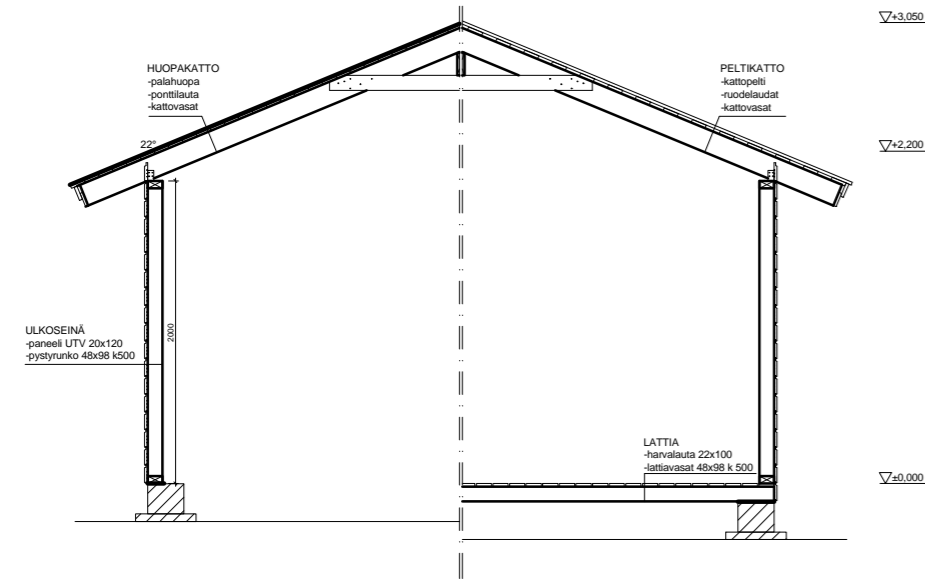 +3,050
HUOPAKATTO
-palahuopa
-ponttilauta
-kattovasat
PELTIKATTO
-kattopelti
-ruodelaudat
-kattovasat
22°
+2,200
ULKOSEINÄ
-paneeli UTV 20x120
-pystyrunko 48x98 k500
2000
LATTIA
-harvalauta 22x100
-lattiavasat 48x98 k 500
±0,000